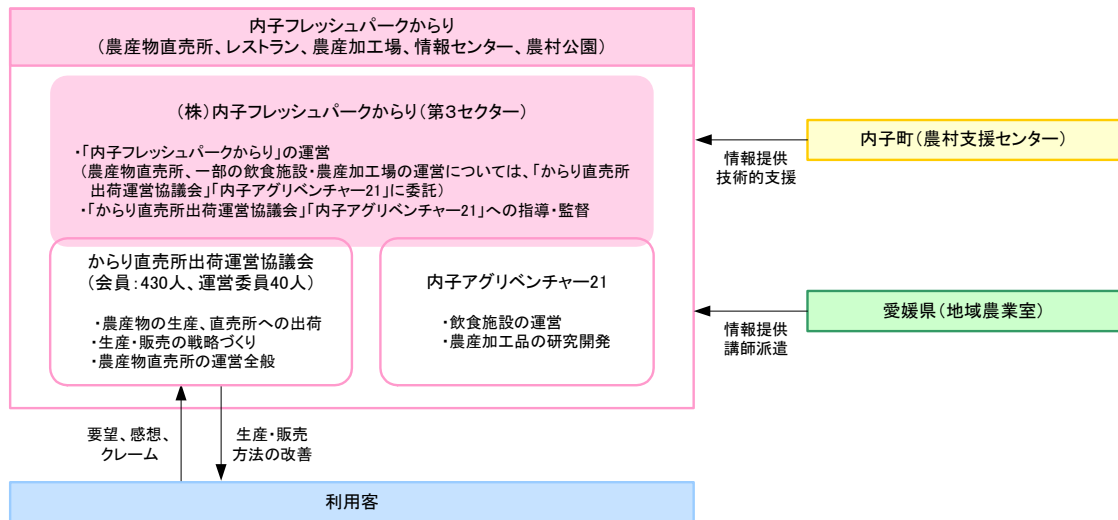 内子フレッシュパークからり
(農産物直売所、レストラン、農産加工場、情報センター、農村公園)
(株)内子フレッシュパークからり(第3セクター)
・「内子フレッシュパークからり」の運営
(農産物直売所、一部の飲食施設・農産加工場の運営については、「からり直売所
出荷運営協議会」「内子アグリベンチャー21」に委託)
・「からり直売所出荷運営協議会」「内子アグリベンチャー21」への指導・監督
からり直売所出荷運営協議会
(会員:430人、運営委員40人)
・農産物の生産、直売所への出荷
・生産・販売の戦略づくり
・農産物直売所の運営全般
内子アグリベンチャー21
・飲食施設の運営
・農産加工品の研究開発
内子町(農村支援センター)
情報提供
技術的支援
愛媛県(地域農業室)
情報提供
講師派遣
要望、感想、
クレーム
生産・販売
方法の改善
利用客